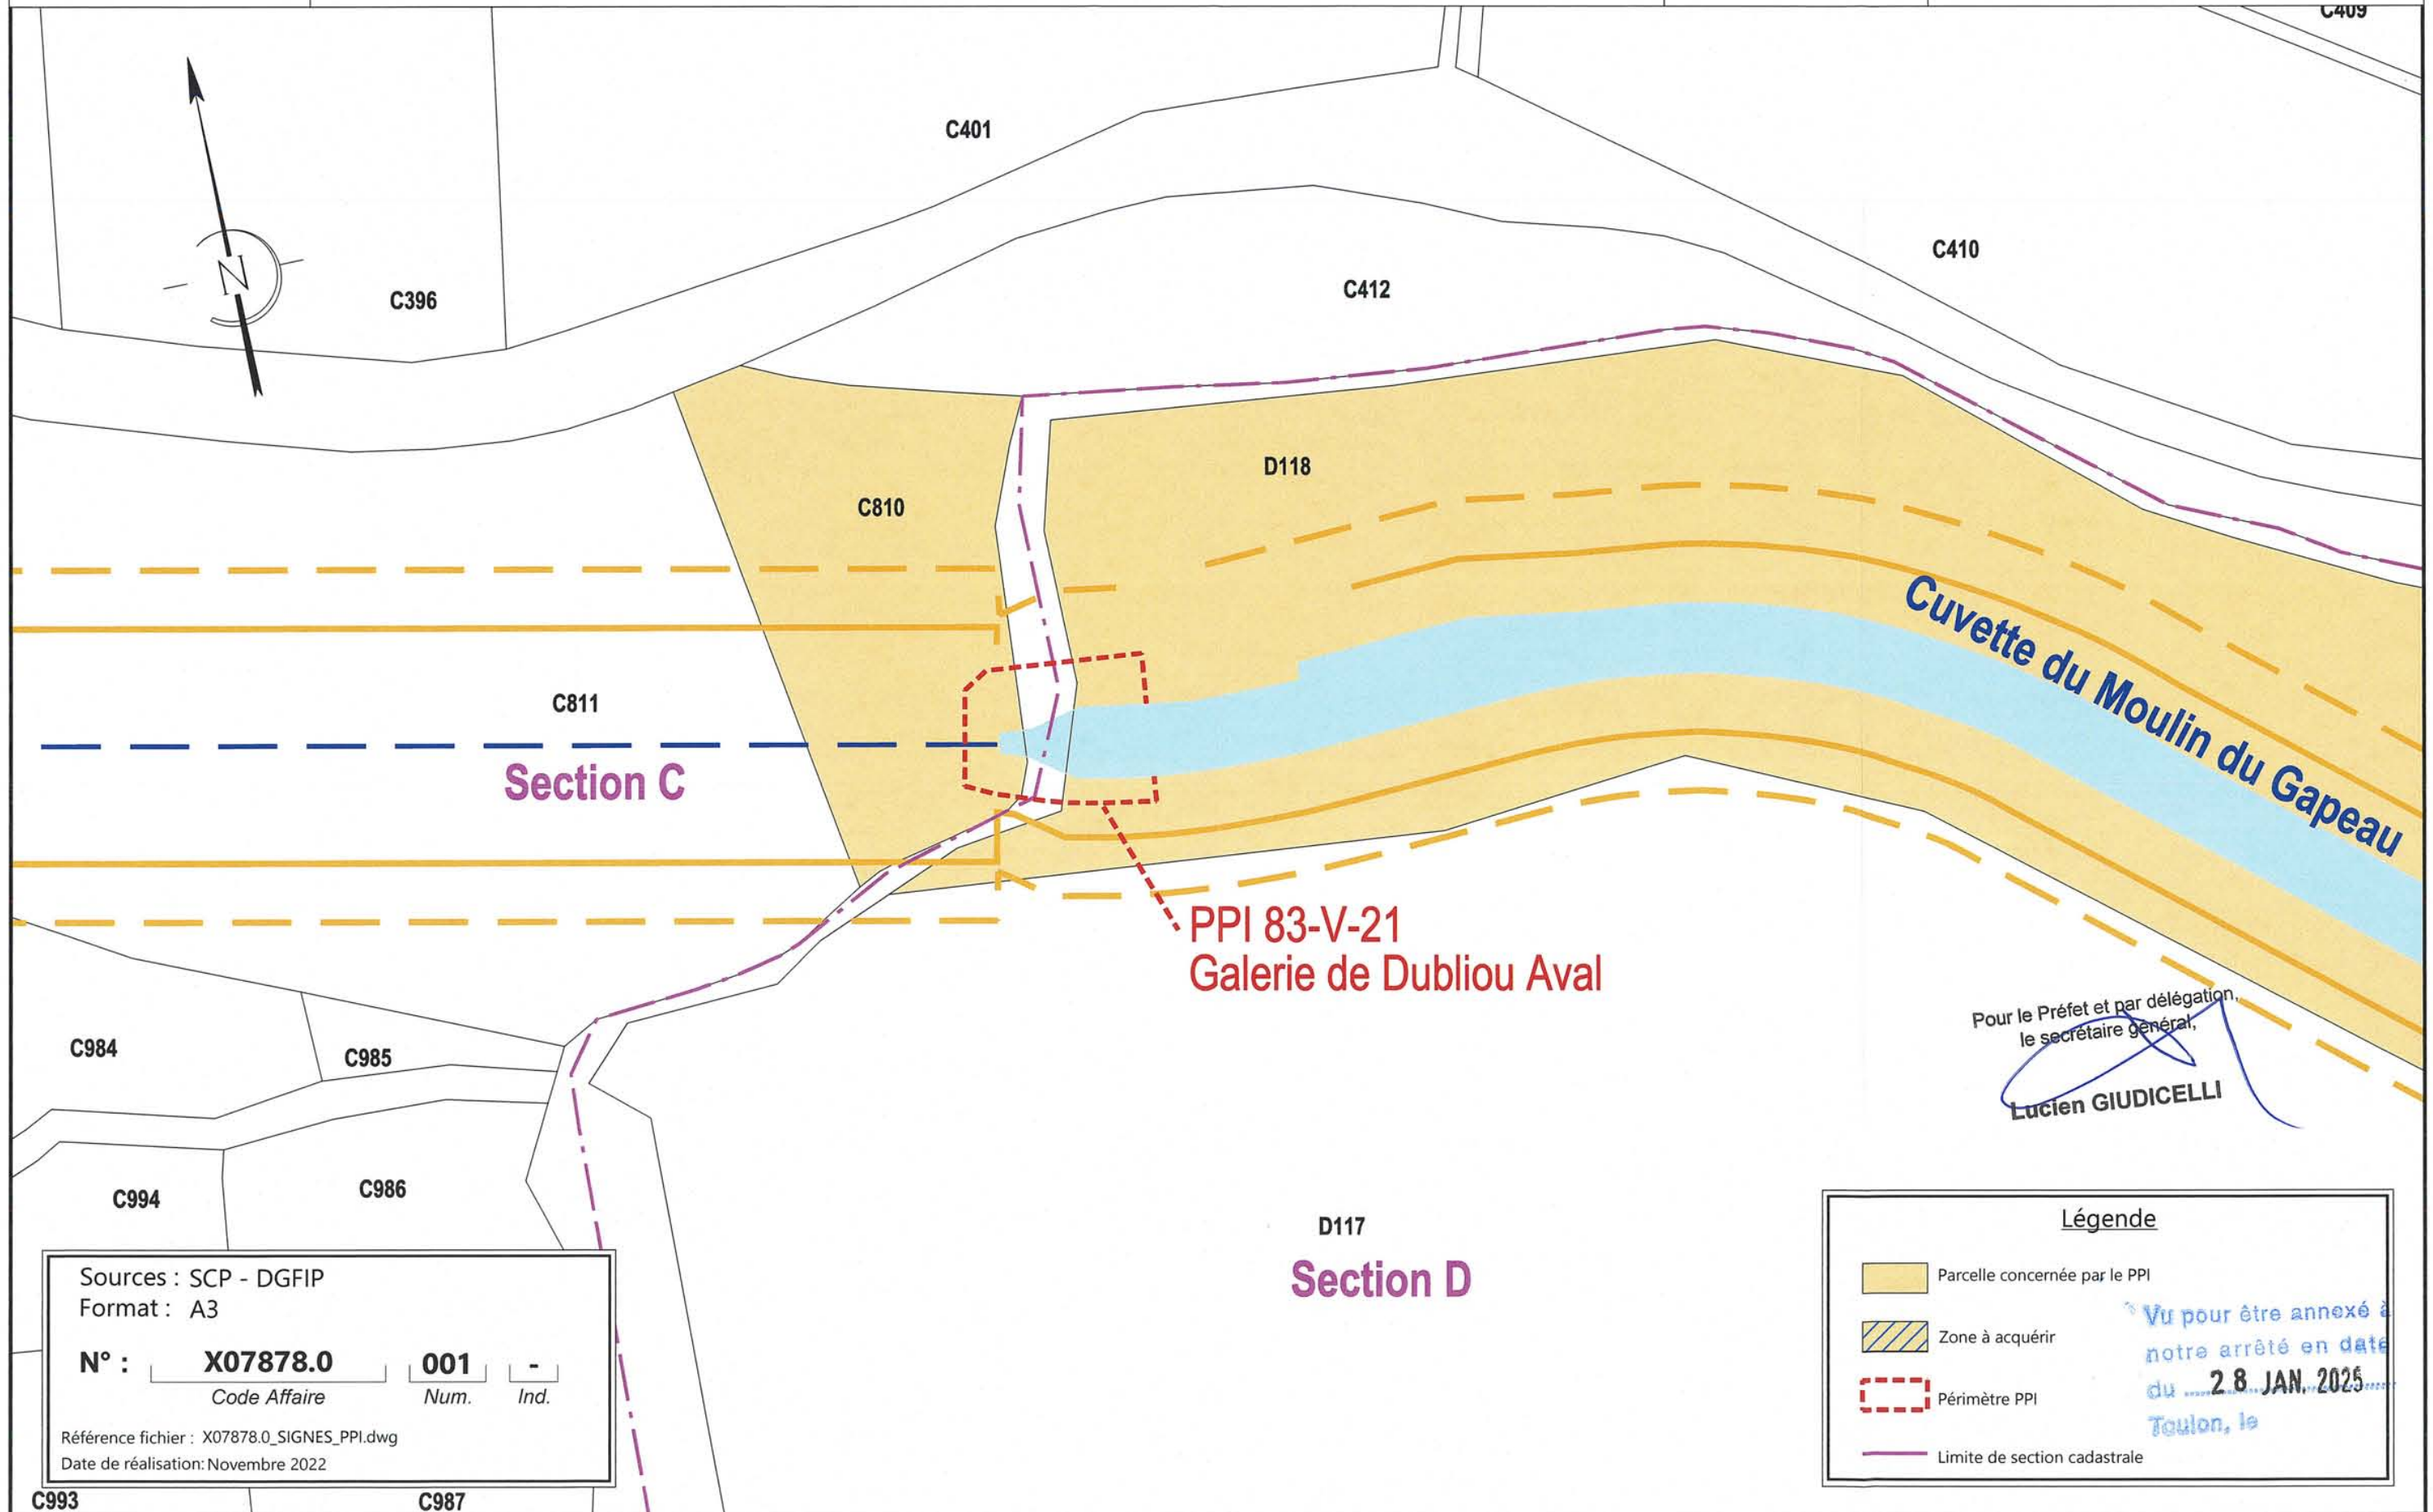 C409
C401
C410
C396
C412
D118
C810
C811
Section C
Cuvette du Moulin du Gapeau
PPI 83-V-21
Galerie de Dubliou Aval
C984
C985
C994
C986
D117
Section D
C993
C987
N
Pour le Préfet et par délégation,
le secrétaire général,
Lucien GIUDICELLI
Sources : SCP - DGFIP
Format : A3
N° : X07878.0 001 -
Code Affaire Num. Ind.
Référence fichier : X07878.0_SIGNES_PPI.dwg
Date de réalisation: Novembre 2022
Légende
Parcelle concernée par le PPI
Zone à acquérir
Périmètre PPI
Limite de section cadastrale
Vu pour être annexé à
notre arrêté en date
du 28 JAN. 2025
Toulon, le